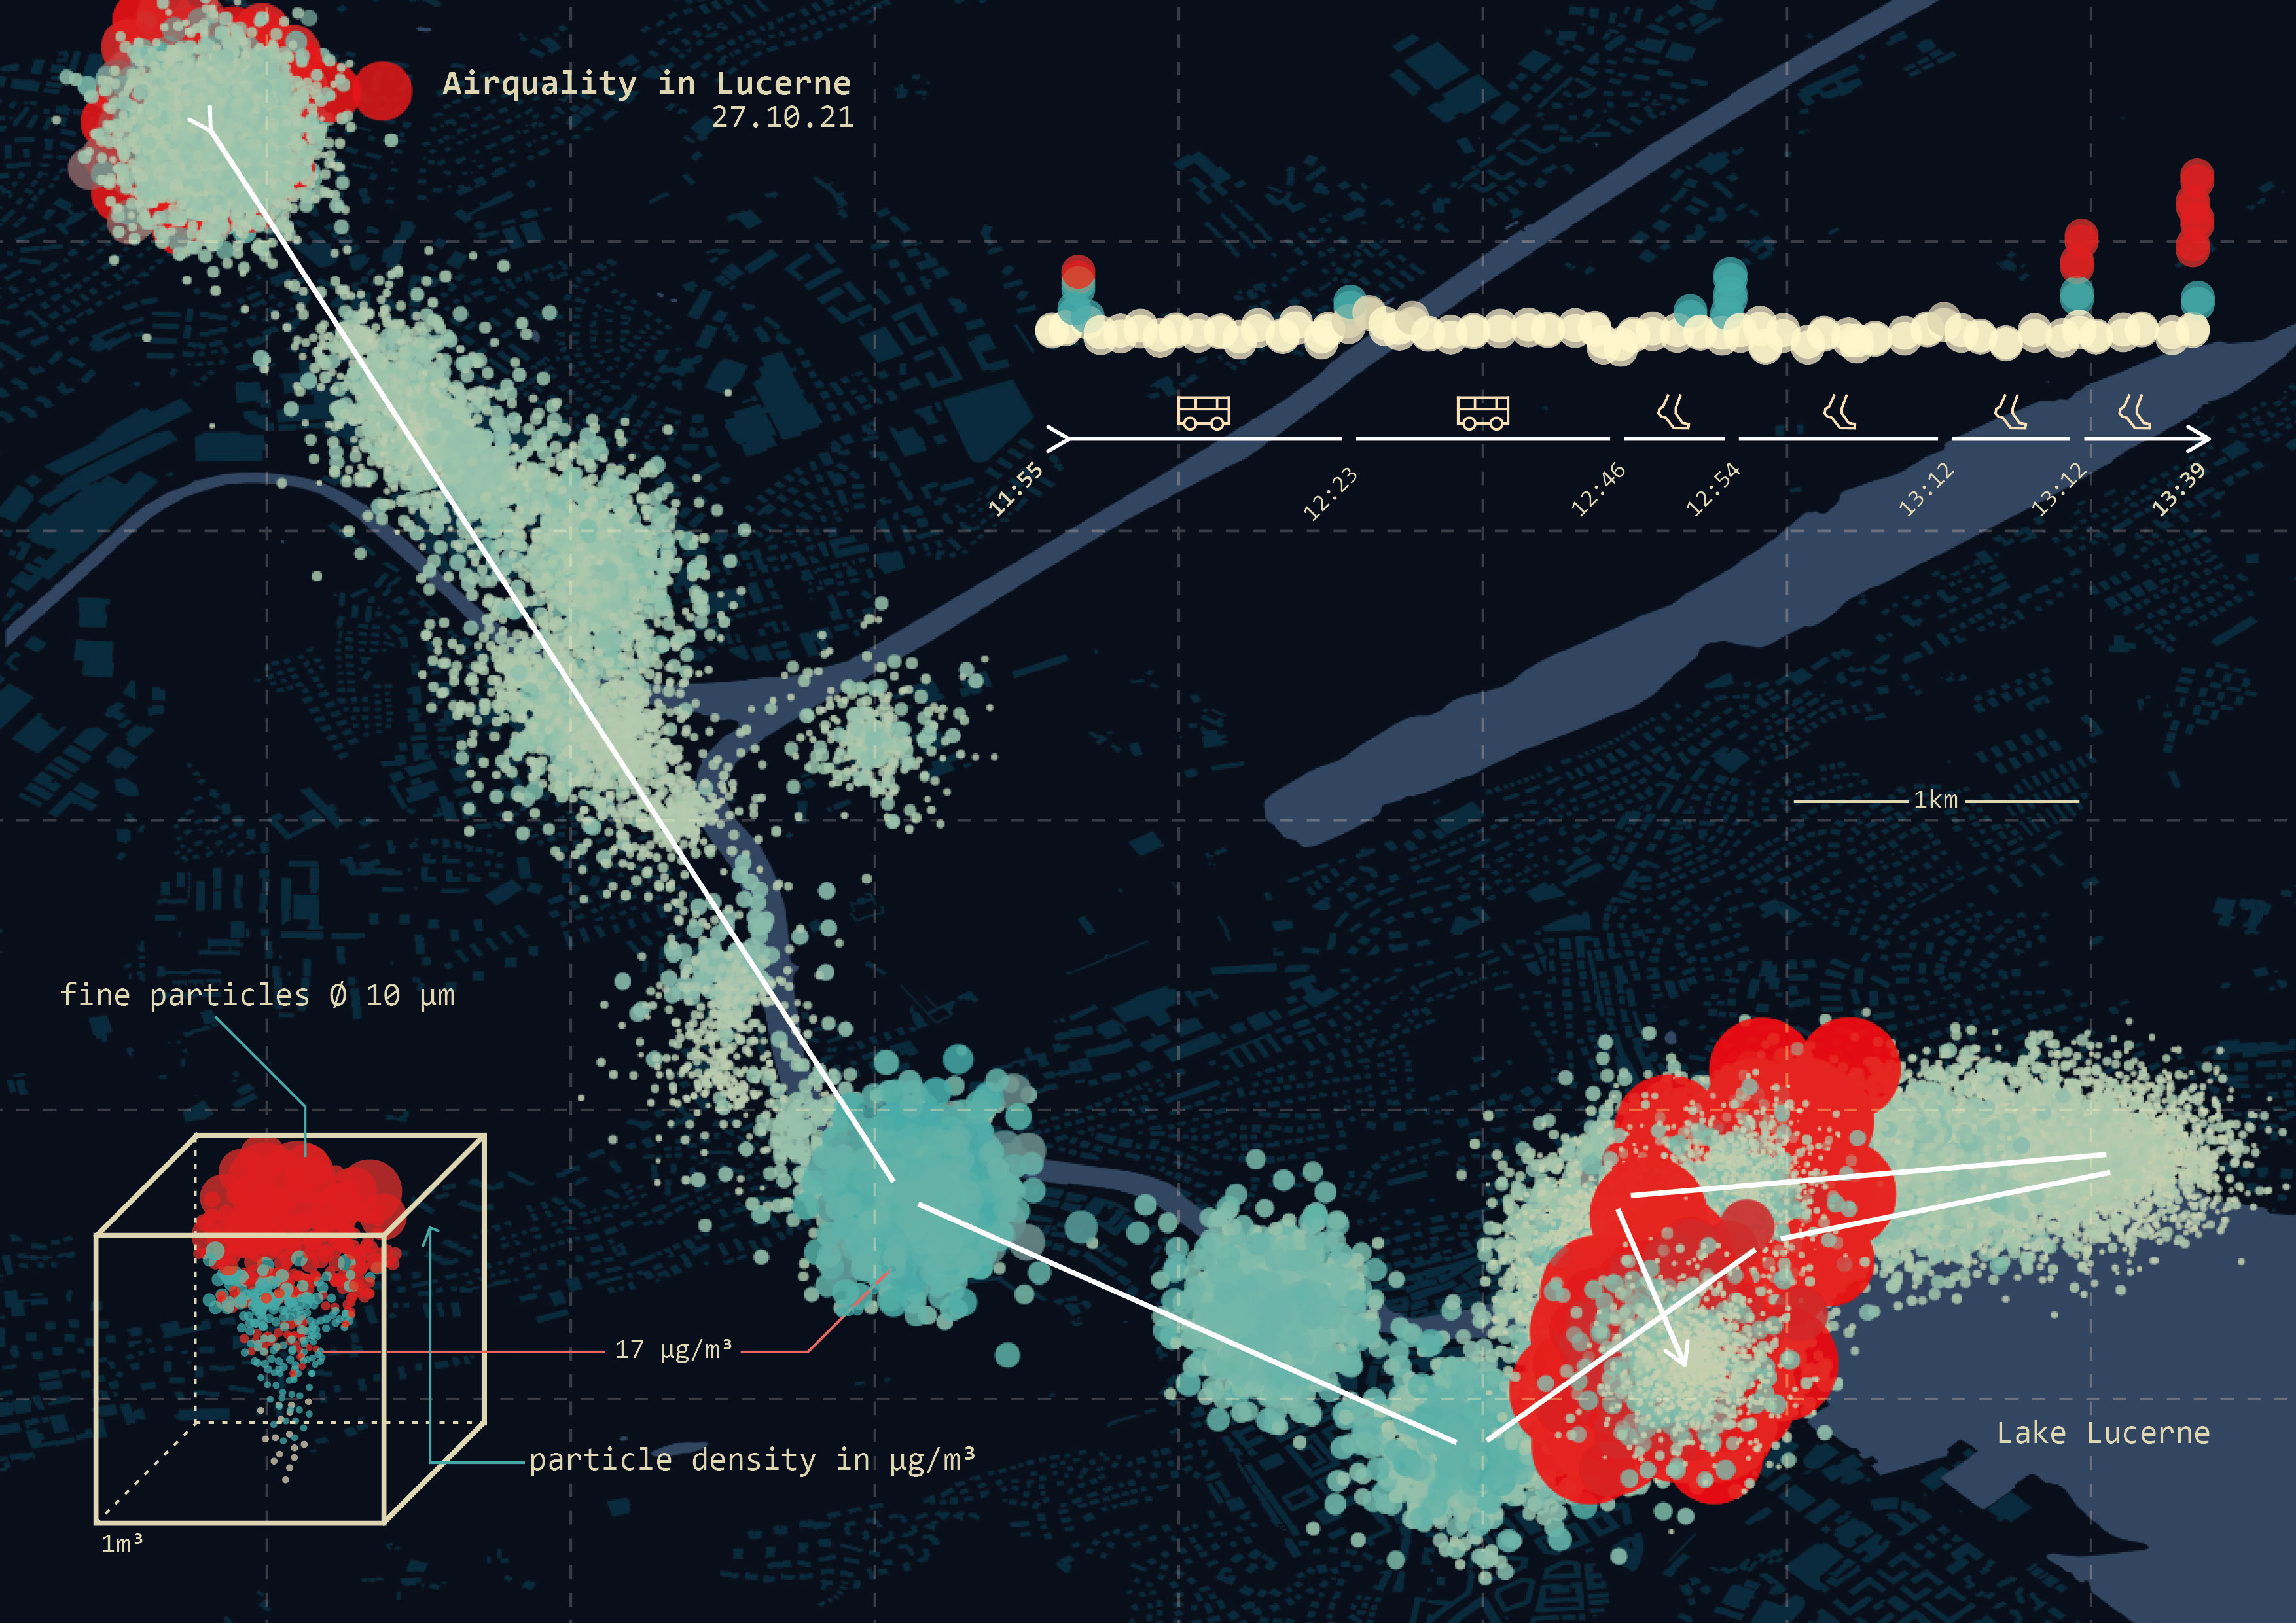 Airquality in Lucerne
27.10.21
11:55
12:23
12:46
12:54
13:12
13:12
13:39
1km
fine particles Ø 10 µm
17 µg/m³
particle density in µg/m³
1m³
Lake Lucerne